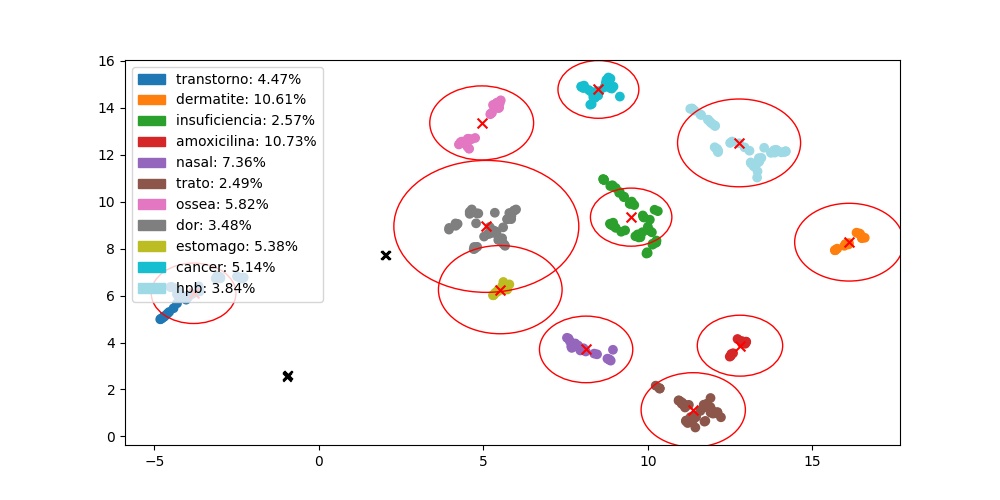 16
14
12
10
8
6
4
2
0
transtorno: 4.47%
dermatite: 10.61%
insuficiencia: 2.57%
amoxicilina: 10.73%
nasal: 7.36%
trato: 2.49%
ossea: 5.82%
dor: 3.48%
estomago: 5.38%
cancer: 5.14%
hpb: 3.84%
−5 0 5 10 15